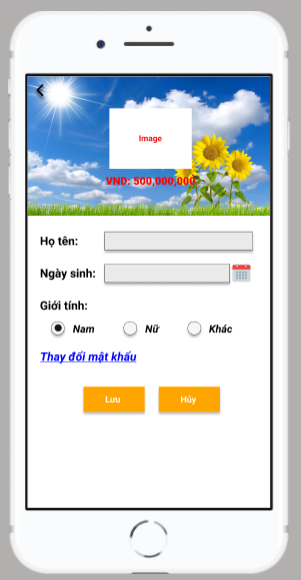 Image
VND: 500,000,000
Họ tên:
Ngày sinh:
Giới tính:
Nam Nữ Khác
Thay đổi mật khẩu
Lưu Hủy